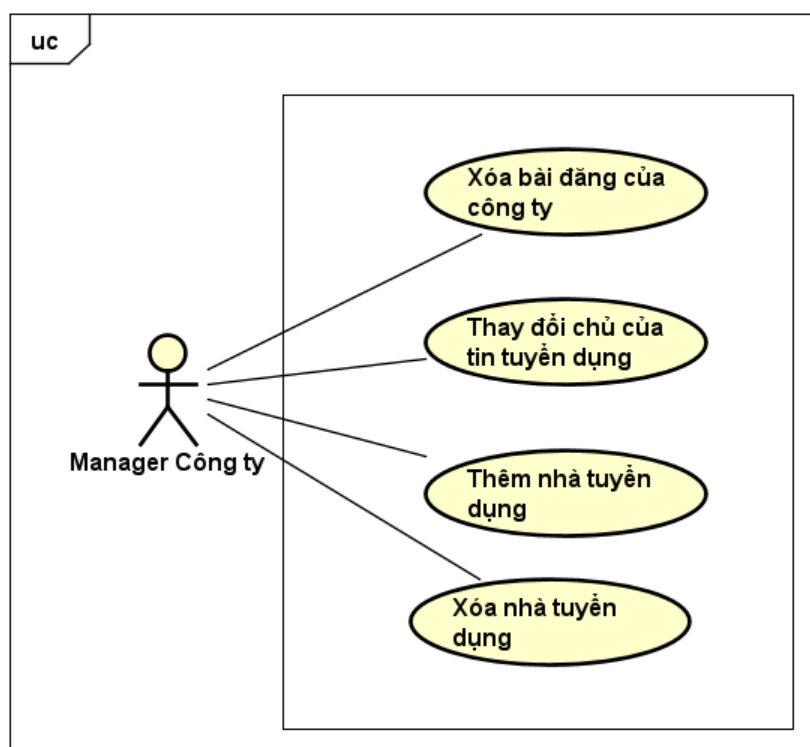 uc
Xóa bài đăng của
công ty
Thay đổi chủ của
tin tuyển dụng
Manager Công ty
Thêm nhà tuyển
dụng
Xóa nhà tuyển
dụng